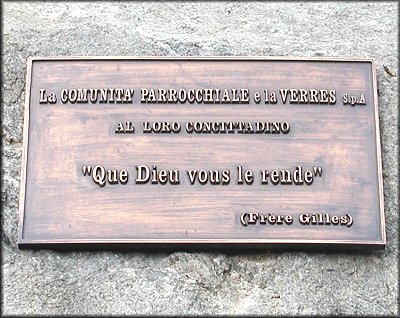 La COMUNITA' PARROCCHIALE e la VERRES S.p.A
AL LORO CONCITTADINO
"Que Dieu vous le rende"
(Frère Gilles)